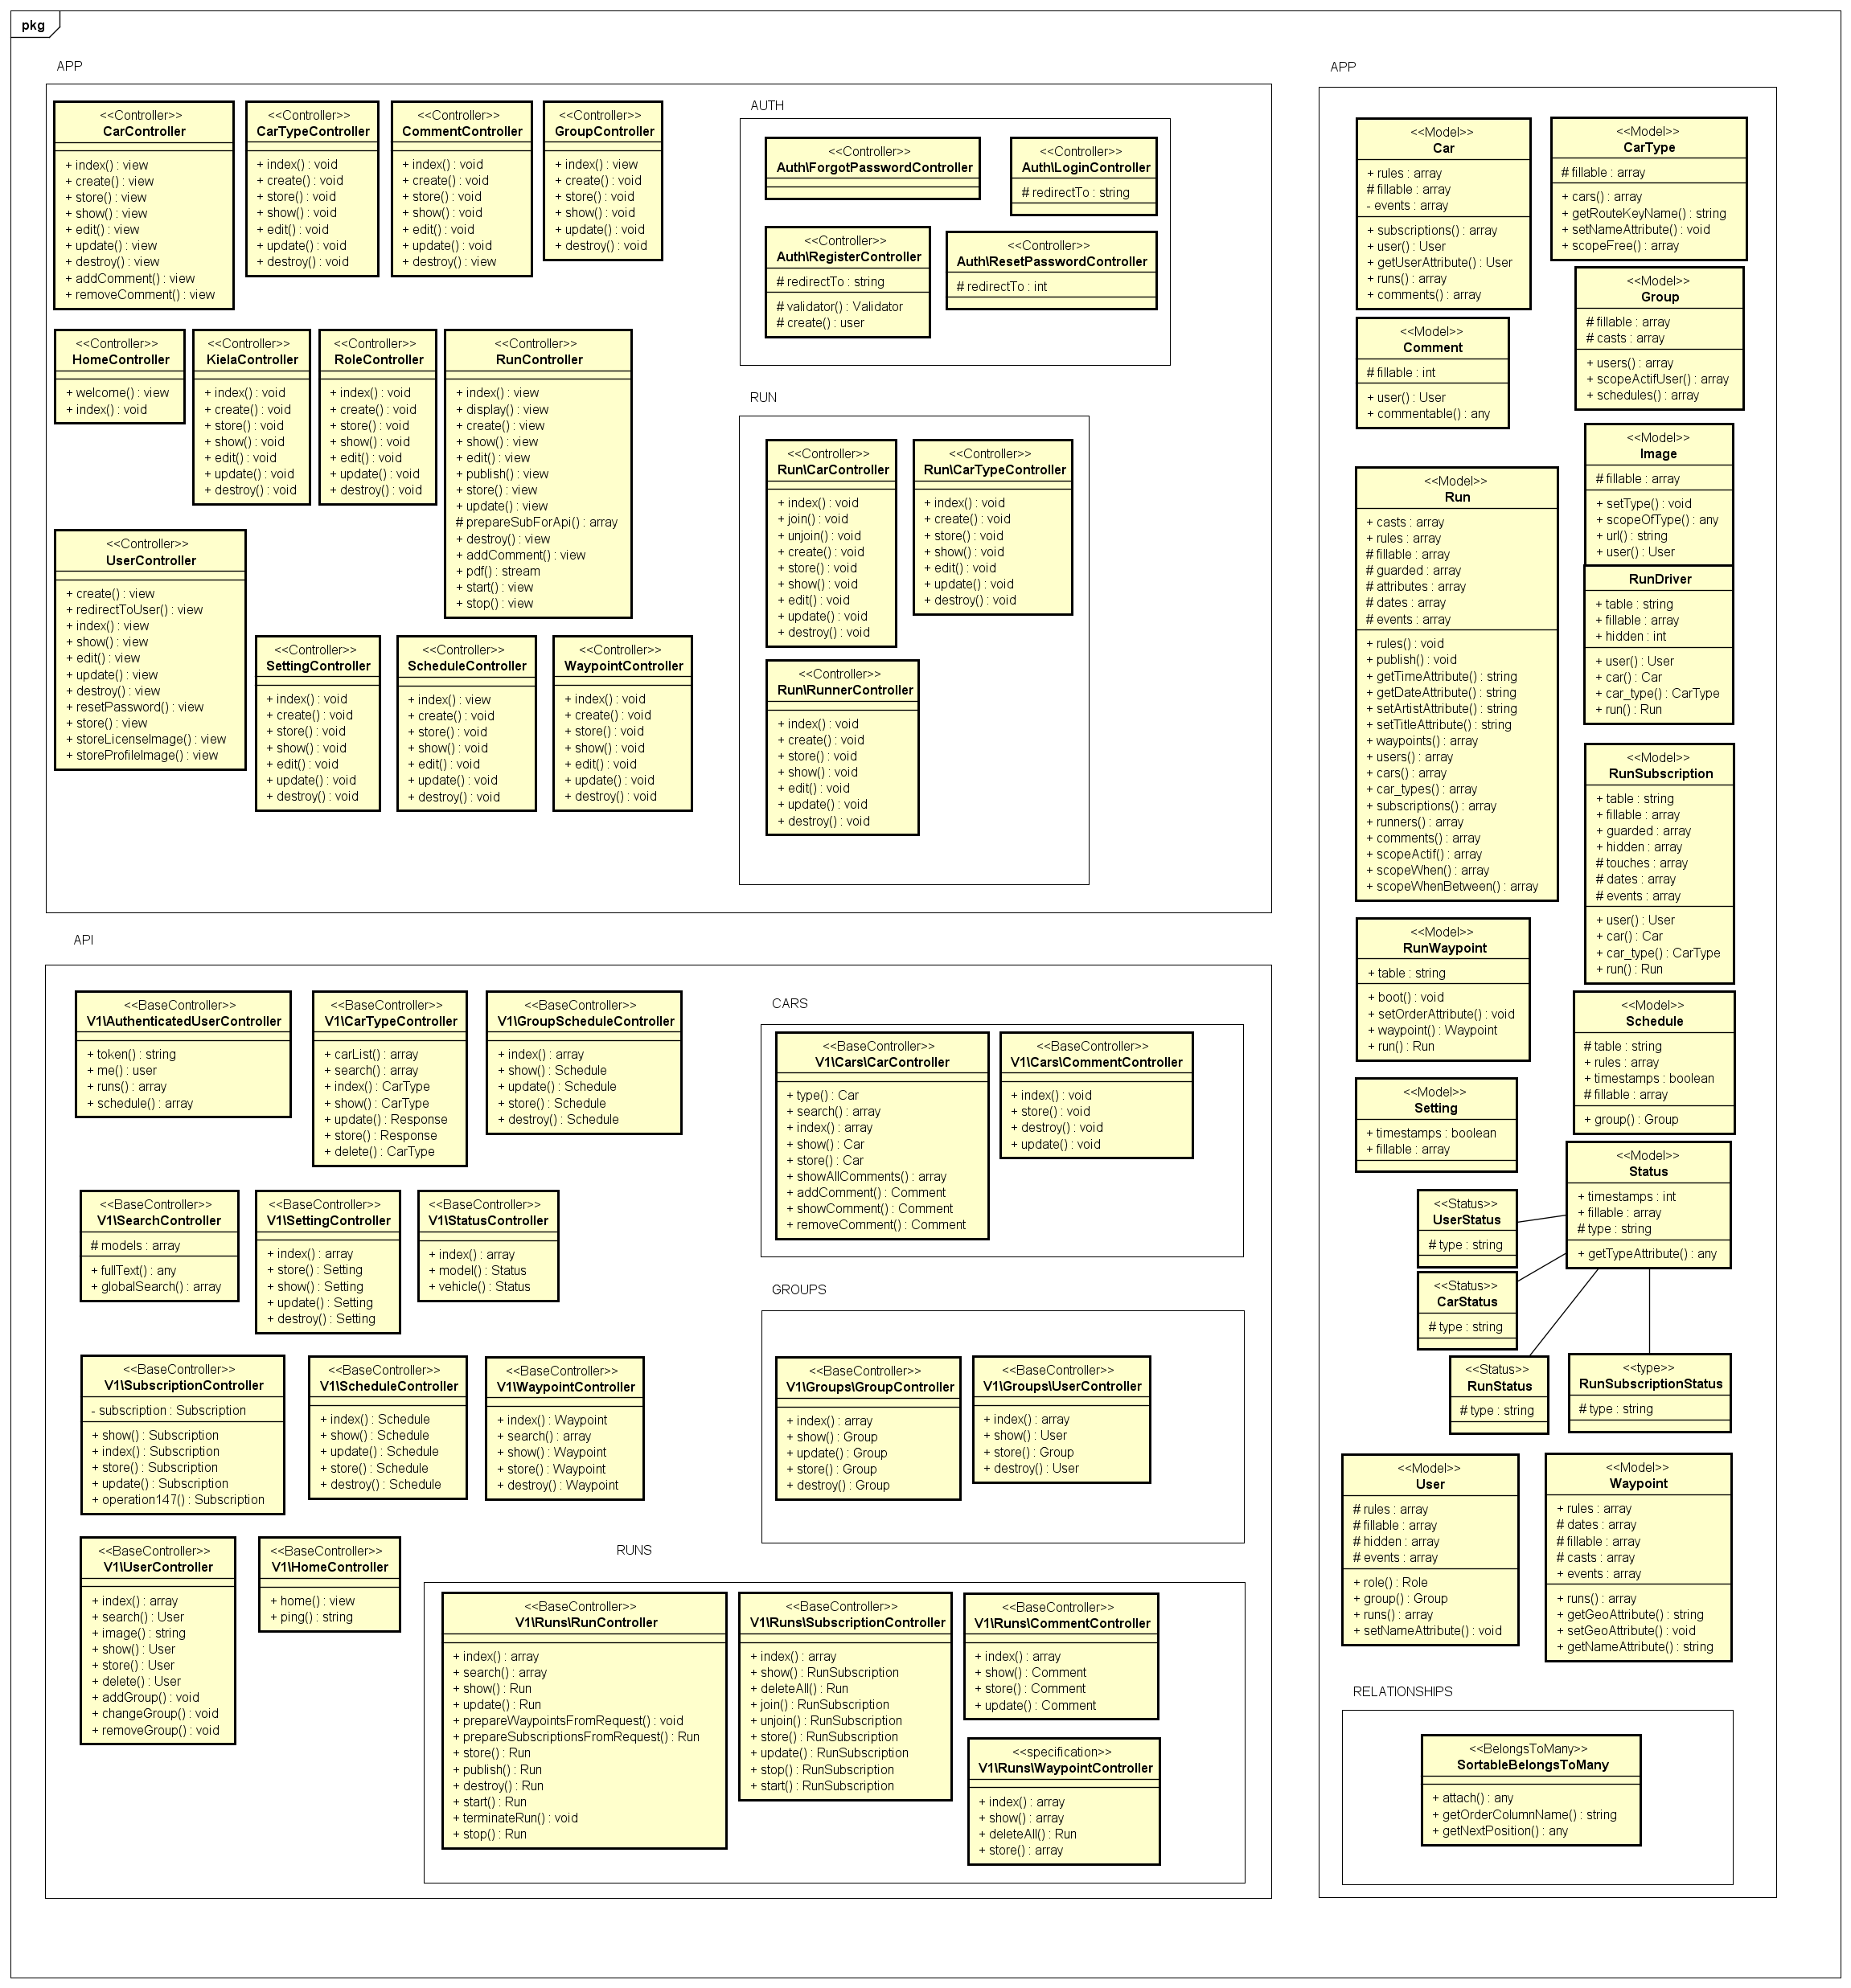 pkg
APP
<<Controller>>
CarController
+ index() : view
+ create() : view
+ store() : view
+ show() : view
+ edit() : view
+ update() : view
+ destroy() : view
+ addComment() : view
+ removeComment() : view
<<Controller>>
CarTypeController
+ index() : void
+ create() : void
+ store() : void
+ show() : void
+ edit() : void
+ update() : void
+ destroy() : void
<<Controller>>
CommentController
+ index() : void
+ create() : void
+ store() : void
+ show() : void
+ edit() : void
+ update() : void
+ destroy() : view
<<Controller>>
GroupController
+ index() : view
+ create() : void
+ store() : void
+ show() : void
+ update() : void
+ destroy() : void
<<Controller>>
HomeController
+ welcome() : view
+ index() : void
<<Controller>>
KielaController
+ index() : void
+ create() : void
+ store() : void
+ show() : void
+ edit() : void
+ update() : void
+ destroy() : void
<<Controller>>
RoleController
+ index() : void
+ create() : void
+ store() : void
+ show() : void
+ edit() : void
+ update() : void
+ destroy() : void
<<Controller>>
RunController
+ index() : view
+ display() : view
+ create() : view
+ show() : view
+ edit() : view
+ publish() : view
+ store() : view
+ update() : view
# prepareSubForApi() : array
+ destroy() : view
+ addComment() : view
+ pdf() : stream
+ start() : view
+ stop() : view
<<Controller>>
UserController
+ create() : view
+ redirectToUser() : view
+ index() : view
+ show() : view
+ edit() : view
+ update() : view
+ destroy() : view
+ resetPassword() : view
+ store() : view
+ storeLicenseImage() : view
+ storeProfileImage() : view
<<Controller>>
SettingController
+ index() : void
+ create() : void
+ store() : void
+ show() : void
+ edit() : void
+ update() : void
+ destroy() : void
<<Controller>>
ScheduleController
+ index() : view
+ create() : void
+ store() : void
+ show() : void
+ edit() : void
+ update() : void
+ destroy() : void
<<Controller>>
WaypointController
+ index() : void
+ create() : void
+ store() : void
+ show() : void
+ edit() : void
+ update() : void
+ destroy() : void
AUTH
<<Controller>>
Auth\ForgotPasswordController
<<Controller>>
Auth\LoginController
# redirectTo : string
<<Controller>>
Auth\RegisterController
# redirectTo : string
# validator() : Validator
# create() : user
<<Controller>>
Auth\ResetPasswordController
# redirectTo : int
RUN
<<Controller>>
Run\CarController
+ index() : void
+ join() : void
+ unjoin() : void
+ create() : void
+ store() : void
+ show() : void
+ edit() : void
+ update() : void
+ destroy() : void
<<Controller>>
Run\CarTypeController
+ index() : void
+ create() : void
+ store() : void
+ show() : void
+ edit() : void
+ update() : void
+ destroy() : void
<<Controller>>
Run\RunnerController
+ index() : void
+ create() : void
+ store() : void
+ show() : void
+ edit() : void
+ update() : void
+ destroy() : void
API
<<BaseController>>
V1\AuthenticatedUserController
+ token() : string
+ me() : user
+ runs() : array
+ schedule() : array
<<BaseController>>
V1\CarTypeController
+ carList() : array
+ search() : array
+ index() : CarType
+ show() : CarType
+ update() : Response
+ store() : Response
+ delete() : CarType
<<BaseController>>
V1\GroupScheduleController
+ index() : array
+ show() : Schedule
+ update() : Schedule
+ store() : Schedule
+ destroy() : Schedule
<<BaseController>>
V1\SearchController
# models : array
+ fullText() : any
+ globalSearch() : array
<<BaseController>>
V1\SettingController
+ index() : array
+ store() : Setting
+ show() : Setting
+ update() : Setting
+ destroy() : Setting
<<BaseController>>
V1\StatusController
+ index() : array
+ model() : Status
+ vehicle() : Status
<<BaseController>>
V1\SubscriptionController
- subscription : Subscription
+ show() : Subscription
+ index() : Subscription
+ store() : Subscription
+ update() : Subscription
+ operation147() : Subscription
<<BaseController>>
V1\ScheduleController
+ index() : Schedule
+ show() : Schedule
+ update() : Schedule
+ store() : Schedule
+ destroy() : Schedule
<<BaseController>>
V1\WaypointController
+ index() : Waypoint
+ search() : array
+ show() : Waypoint
+ store() : Waypoint
+ destroy() : Waypoint
<<BaseController>>
V1\UserController
+ index() : array
+ search() : User
+ image() : string
+ show() : User
+ store() : User
+ delete() : User
+ addGroup() : void
+ changeGroup() : void
+ removeGroup() : void
<<BaseController>>
V1\HomeController
+ home() : view
+ ping() : string
CARS
<<BaseController>>
V1\Cars\CarController
+ type() : Car
+ search() : array
+ index() : array
+ show() : Car
+ store() : Car
+ showAllComments() : array
+ addComment() : Comment
+ showComment() : Comment
+ removeComment() : Comment
<<BaseController>>
V1\Cars\CommentController
+ index() : void
+ store() : void
+ destroy() : void
+ update() : void
GROUPS
<<BaseController>>
V1\Groups\GroupController
+ index() : array
+ show() : Group
+ update() : Group
+ store() : Group
+ destroy() : Group
<<BaseController>>
V1\Groups\UserController
+ index() : array
+ show() : User
+ store() : Group
+ destroy() : User
RUNS
<<BaseController>>
V1\Runs\RunController
+ index() : array
+ search() : array
+ show() : Run
+ update() : Run
+ prepareWaypointsFromRequest() : void
+ prepareSubscriptionsFromRequest() : Run
+ store() : Run
+ publish() : Run
+ destroy() : Run
+ start() : Run
+ terminateRun() : void
+ stop() : Run
<<BaseController>>
V1\Runs\SubscriptionController
+ index() : array
+ show() : RunSubscription
+ deleteAll() : Run
+ join() : RunSubscription
+ unjoin() : RunSubscription
+ store() : RunSubscription
+ update() : RunSubscription
+ stop() : RunSubscription
+ start() : RunSubscription
<<BaseController>>
V1\Runs\CommentController
+ index() : array
+ show() : Comment
+ store() : Comment
+ update() : Comment
<<specification>>
V1\Runs\WaypointController
+ index() : array
+ show() : array
+ deleteAll() : Run
+ store() : array
APP
<<Model>>
Car
+ rules : array
# fillable : array
- events : array
+ subscriptions() : array
+ user() : User
+ getUserAttribute() : User
+ runs() : array
+ comments() : array
<<Model>>
CarType
# fillable : array
+ cars() : array
+ getRouteKeyName() : string
+ setNameAttribute() : void
+ scopeFree() : array
<<Model>>
Group
# fillable : array
# casts : array
+ users() : array
+ scopeActifUser() : array
+ schedules() : array
<<Model>>
Comment
# fillable : int
+ user() : User
+ commentable() : any
<<Model>>
Image
# fillable : array
+ setType() : void
+ scopeOfType() : any
+ url() : string
+ user() : User
<<Model>>
Run
+ casts : array
+ rules : array
# fillable : array
# guarded : array
# attributes : array
# dates : array
# events : array
+ rules() : void
+ publish() : void
+ getTimeAttribute() : string
+ getDateAttribute() : string
+ setArtistAttribute() : string
+ setTitleAttribute() : string
+ waypoints() : array
+ users() : array
+ cars() : array
+ car_types() : array
+ subscriptions() : array
+ runners() : array
+ comments() : array
+ scopeActif() : array
+ scopeWhen() : array
+ scopeWhenBetween() : array
RunDriver
+ table : string
+ fillable : array
+ hidden : int
+ user() : User
+ car() : Car
+ car_type() : CarType
+ run() : Run
<<Model>>
RunSubscription
+ table : string
+ fillable : array
+ guarded : array
+ hidden : array
# touches : array
# dates : array
# events : array
+ user() : User
+ car() : Car
+ car_type() : CarType
+ run() : Run
<<Model>>
RunWaypoint
+ table : string
+ boot() : void
+ setOrderAttribute() : void
+ waypoint() : Waypoint
+ run() : Run
<<Model>>
Schedule
# table : string
+ rules : array
+ timestamps : boolean
# fillable : array
+ group() : Group
<<Model>>
Setting
+ timestamps : boolean
+ fillable : array
<<Model>>
Status
+ timestamps : int
+ fillable : array
# type : string
+ getTypeAttribute() : any
<<Status>>
UserStatus
# type : string
<<Status>>
CarStatus
# type : string
<<Status>>
RunStatus
# type : string
<<type>>
RunSubscriptionStatus
# type : string
<<Model>>
User
# rules : array
# fillable : array
# hidden : array
# events : array
+ role() : Role
+ group() : Group
+ runs() : array
+ setNameAttribute() : void
<<Model>>
Waypoint
+ rules : array
# dates : array
# fillable : array
# casts : array
+ events : array
+ runs() : array
+ getGeoAttribute() : string
+ setGeoAttribute() : void
+ getNameAttribute() : string
RELATIONSHIPS
<<BelongsToMany>>
SortableBelongsToMany
+ attach() : any
+ getOrderColumnName() : string
+ getNextPosition() : any